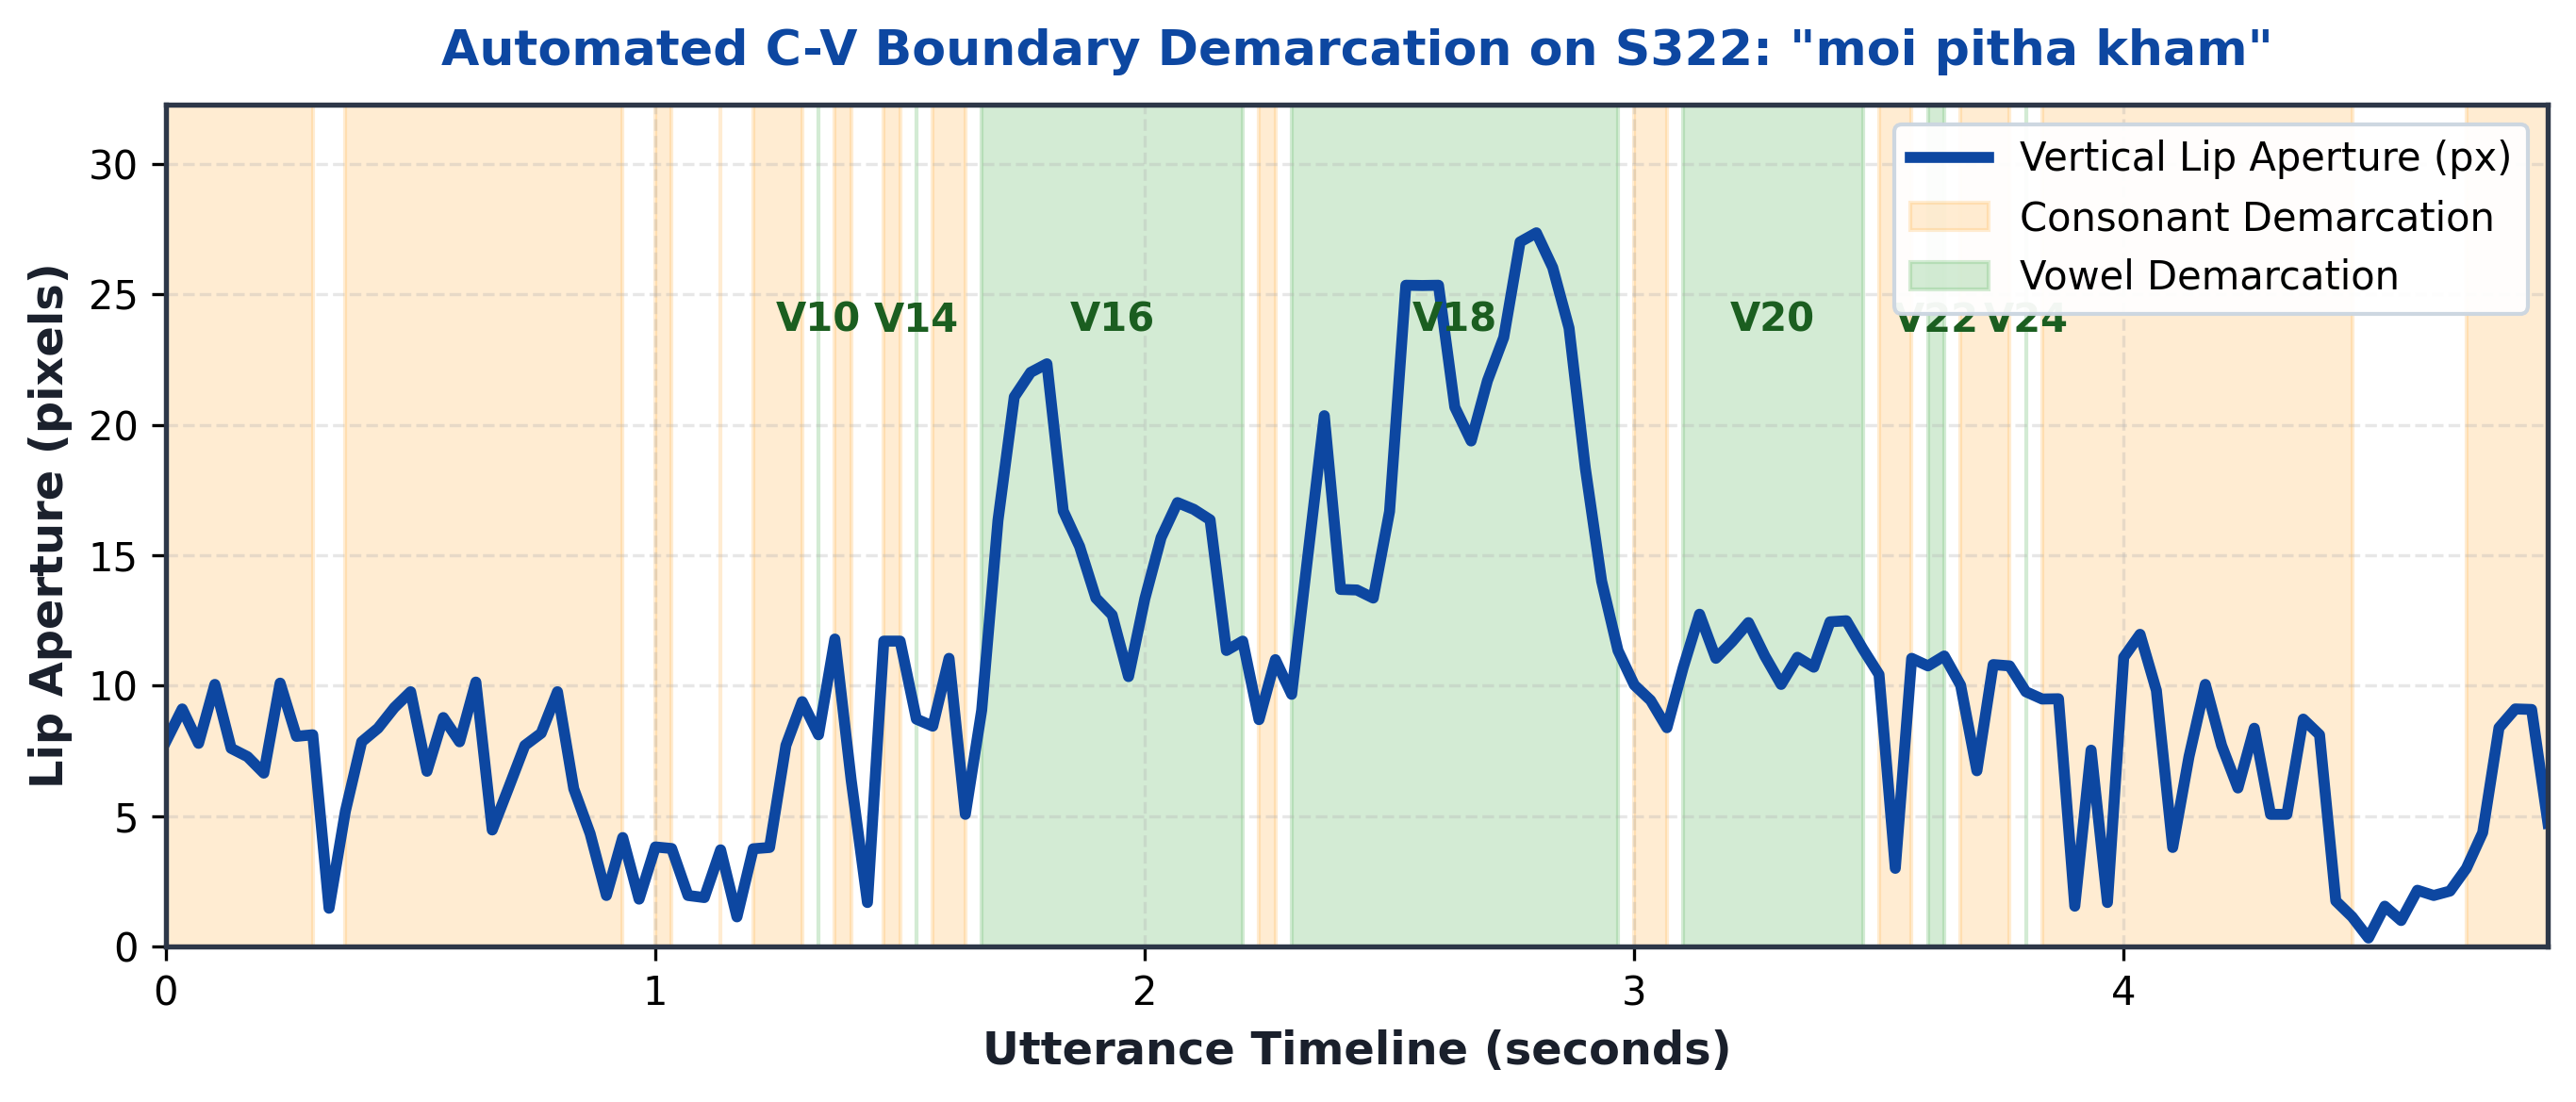 Automated C-V Boundary Demarcation on S322: "moi pitha kham"
Lip Aperture (pixels)
30
25
20
15
10
5
0
Vertical Lip Aperture (px)
Consonant Demarcation
Vowel Demarcation
V10 V14 V16 V18 V20 V22 V24
0 1 2 3 4
Utterance Timeline (seconds)